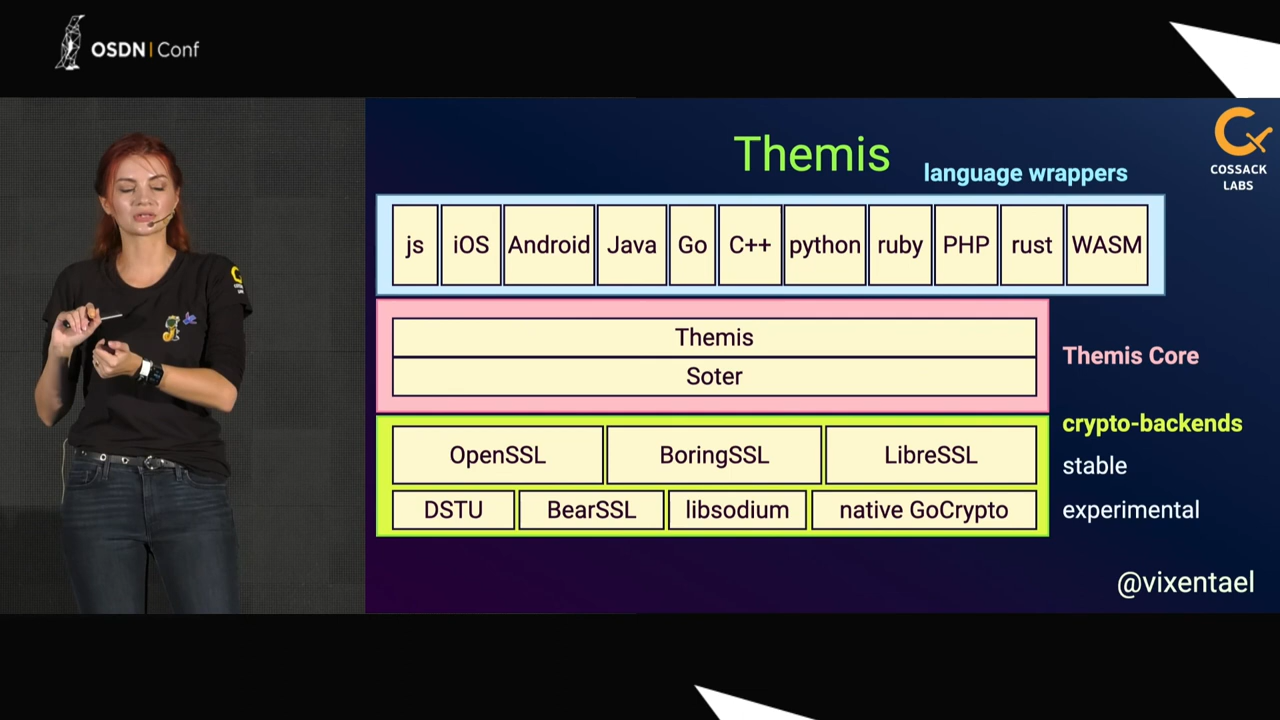 OSDN | Conf
Themis
language wrappers
COSSACK
LABS
js iOS Android Java Go C++ python ruby PHP rust WASM
Themis
Soter
Themis Core
crypto-backends
OpenSSL BoringSSL LibreSSL
stable
DSTU BearSSL libsodium native GoCrypto
experimental
@vixentael